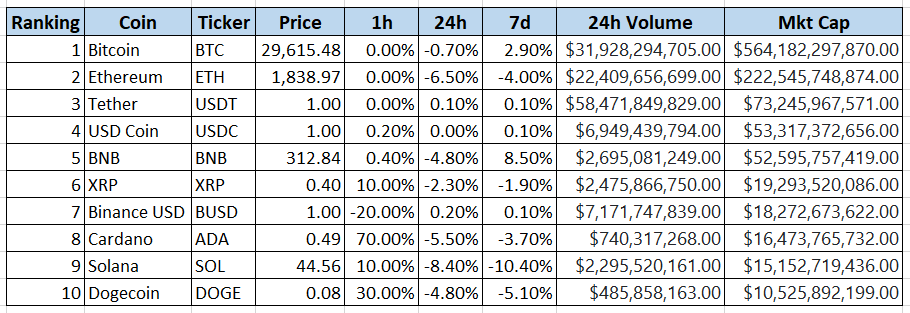 Ranking Coin Ticker Price 1h 24h 7d 24h Volume Mkt Cap
1 Bitcoin BTC 29,615.48 0.00% -0.70% 2.90% $31,928,294,705.00 $564,182,297,870.00
2 Ethereum ETH 1,838.97 0.00% -6.50% -4.00% $22,409,656,699.00 $222,545,748,874.00
3 Tether USDT 1.00 0.00% 0.10% 0.10% $58,471,849,829.00 $73,245,967,571.00
4 USD Coin USDC 1.00 0.20% 0.00% 0.10% $6,949,439,794.00 $53,317,372,656.00
5 BNB BNB 312.84 0.40% -4.80% 8.50% $2,695,081,249.00 $52,595,757,419.00
6 XRP XRP 0.40 10.00% -2.30% -1.90% $2,475,866,750.00 $19,293,520,086.00
7 Binance USD BUSD 1.00 -20.00% 0.20% 0.10% $7,171,747,839.00 $18,272,673,622.00
8 Cardano ADA 0.49 70.00% -5.50% -3.70% $740,317,268.00 $16,473,765,732.00
9 Solana SOL 44.56 10.00% -8.40% -10.40% $2,295,520,161.00 $15,152,719,436.00
10 Dogecoin DOGE 0.08 30.00% -4.80% -5.10% $485,858,163.00 $10,525,892,199.00